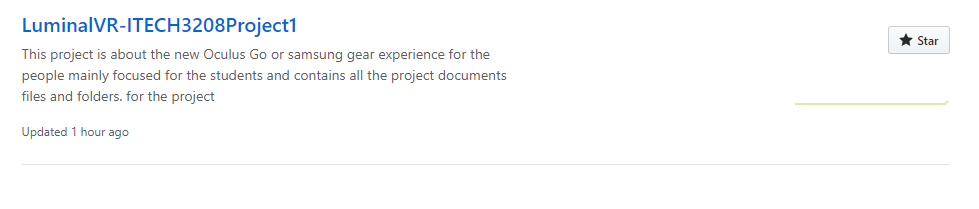 LuminalVR-ITECH3208Project1
Star
This project is about the new Oculus Go or samsung gear experience for the
people mainly focused for the students and contains all the project documents
files and folders. for the project
Updated 1 hour ago